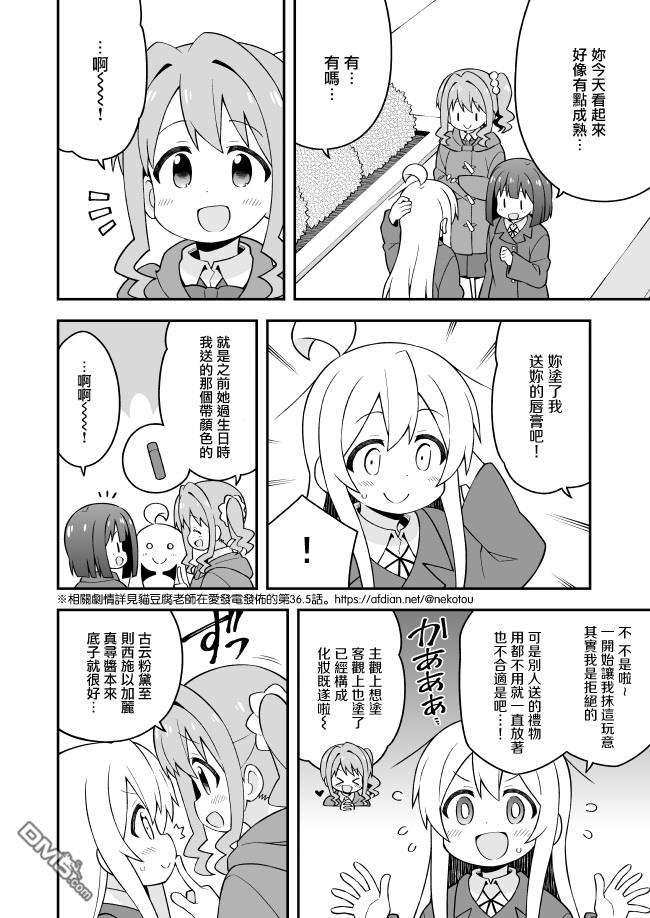 妳今天看起來
好像有點成熟…
有…
有嗎…
…啊～～～！
妳塗了我
送妳的唇膏吧！
！
就是之前她過生日時
我送的那個帶顏色的
…啊啊～～～！
※相關劇情詳見貓豆腐老師在愛發電發佈的第36.5話。https://afdian.net/@nekotou
不 不是啦～
一開始讓我抹這玩意
其實我是拒絕的
可是別人送的禮物
用都不用就一直放著
也不合適是吧…！
かあぁぁぁ…
主觀上想塗
客觀上也塗了
已經構成
化妝既遂啦～
ずいっ
古云粉黛至
則西施以加麗
真尋醬本來
底子就很好…
DM5.com